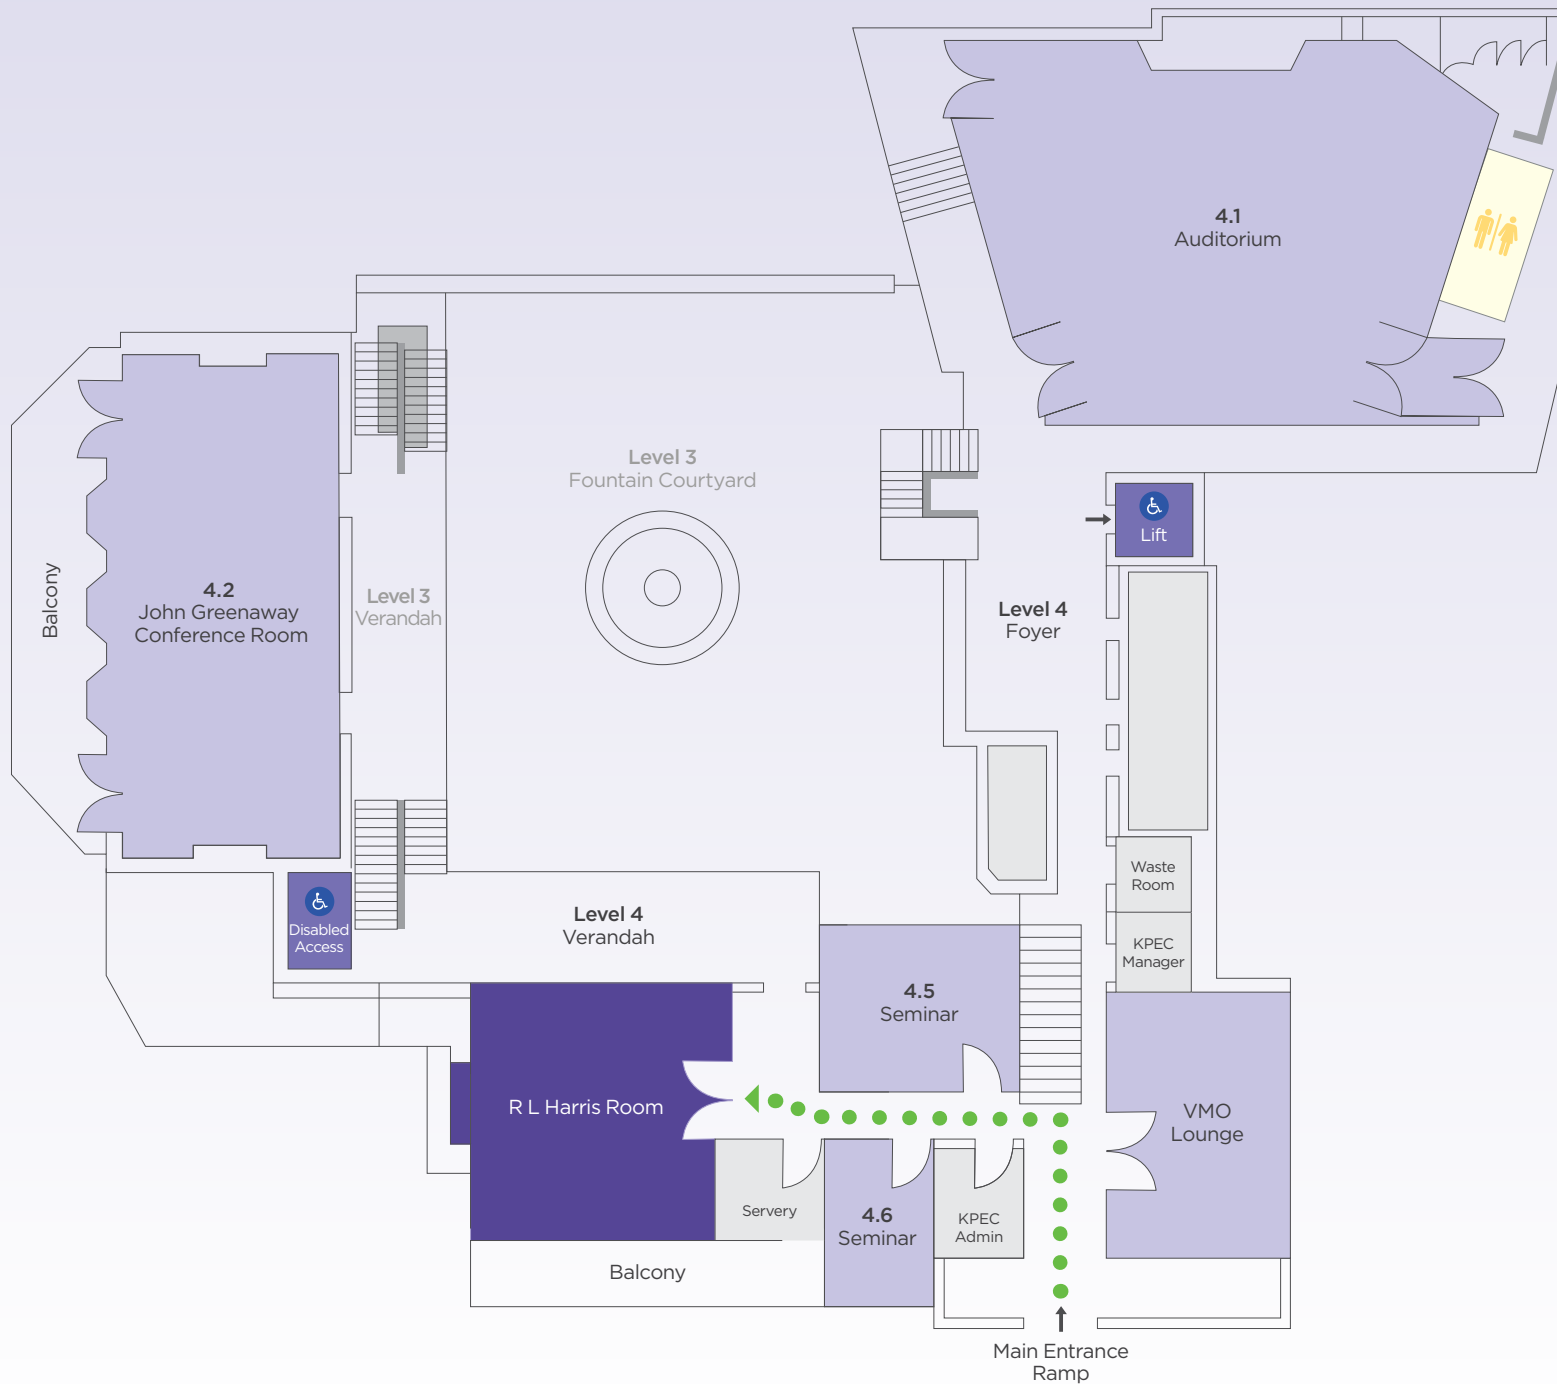 4.1
Auditorium
Level 3
Fountain Courtyard
Lift
Balcony
4.2
John Greenaway
Conference Room
Level 3
Verandah
Level 4
Foyer
Waste
Room
KPEC
Manager
Disabled
Access
Level 4
Verandah
4.5
Seminar
R L Harris Room
VMO
Lounge
Servery
4.6
Seminar
KPEC
Admin
Balcony
Main Entrance
Ramp